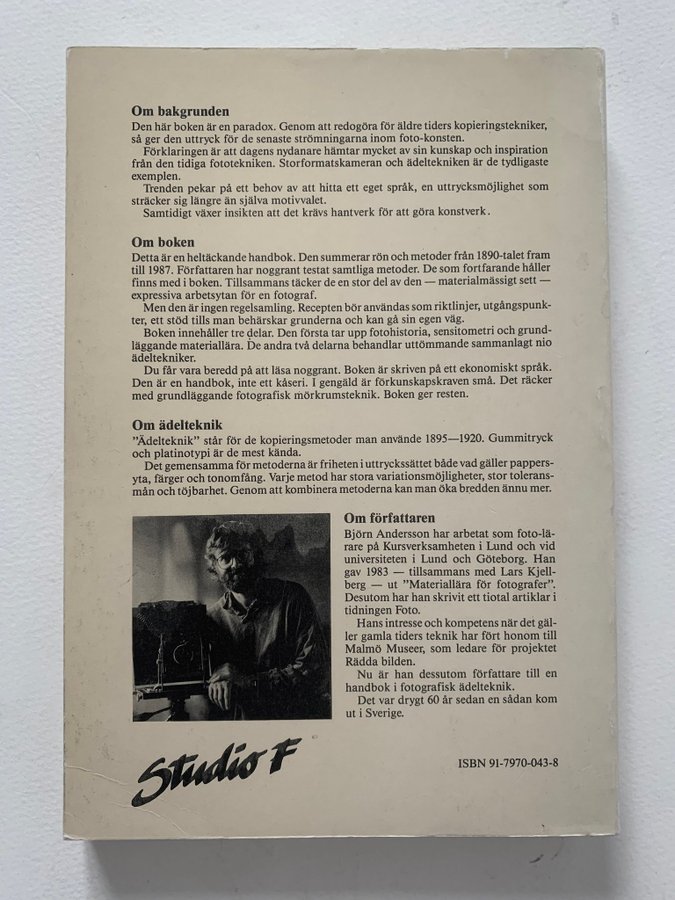 Om bakgrunden
Den här boken är en paradox. Genom att redogöra för äldre tiders kopieringstekniker,
så ger den uttryck för de senaste strömningarna inom foto-konsten.
Förklaringen är att dagens nydanare hämtar mycket av sin kunskap och inspiration
från den tidiga fototekniken. Storformatskameran och ädeltekniken är de tydligaste
exemplen.
Trenden pekar på ett behov av att hitta ett eget språk, en uttrycksmöjlighet som
sträcker sig längre än själva motivvalet.
Samtidigt växer insikten att det krävs hantverk för att göra konstverk.
Om boken
Detta är en heltäckande handbok. Den summerar rön och metoder från 1890-talet fram
till 1987. Författaren har noggrant testat samtliga metoder. De som fortfarande håller
finns med i boken. Tillsammans täcker de en stor del av den — materialmässigt sett —
expressiva arbetsytan för en fotograf.
Men den är ingen regelsamling. Recepten bör användas som riktlinjer, utgångspunk-
ter, ett stöd tills man behärskar grunderna och kan gå sin egen väg.
Boken innehåller tre delar. Den första tar upp fotohistoria, sensitometri och grund-
läggande materiallära. De andra två delarna behandlar uttömmande sammanlagt nio
ädeltekniker.
Du får vara beredd på att läsa noggrant. Boken är skriven på ett ekonomiskt språk.
Den är en handbok, inte ett kåseri. I gengäld är förkunskapskraven små. Det räcker
med grundläggande fotografisk mörkrumsteknik. Boken ger resten.
Om ädelteknik
”Ädelteknik” står för de kopieringsmetoder man använde 1895—1920. Gummitryck
och platinotypi är de mest kända.
Det gemensamma för metoderna är friheten i uttryckssättet både vad gäller pappers-
yta, färger och tonomfång. Varje metod har stora variationsmöjligheter, stor tolerans-
mån och töjbarhet. Genom att kombinera metoderna kan man öka bredden ännu mer.
Om författaren
Björn Andersson har arbetat som foto-lä-
rare på Kursverksamheten i Lund och vid
universiteten i Lund och Göteborg. Han
gav 1983 — tillsammans med Lars Kjell-
berg — ut ”Materiallära för fotografer”.
Desutom har han skrivit ett tiotal artiklar i
tidningen Foto.
Hans intresse och kompetens när det gäl-
ler gamla tiders teknik har fört honom till
Malmö Museer, som ledare för projektet
Rädda bilden.
Nu är han dessutom författare till en
handbok i fotografisk ädelteknik.
Det var drygt 60 år sedan en sådan kom
ut i Sverige.
Studio F
ISBN 91-7970-043-8